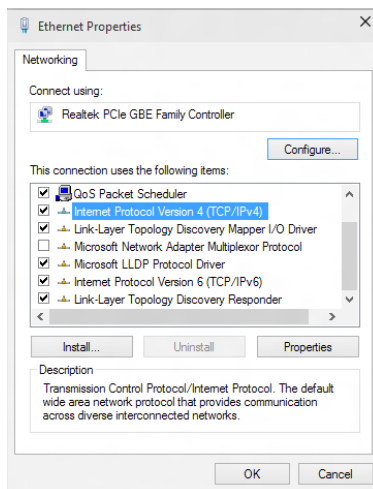 Ethernet Properties
Networking
Connect using:
Realtek PCIe GBE Family Controller
Configure...
This connection uses the following items:
QoS Packet Scheduler
Internet Protocol Version 4 (TCP/IPv4)
Link-Layer Topology Discovery Mapper I/O Driver
Microsoft Network Adapter Multiplexor Protocol
Microsoft LLDP Protocol Driver
Internet Protocol Version 6 (TCP/IPv6)
Link-Layer Topology Discovery Responder
Install... Uninstall Properties
Description
Transmission Control Protocol/Internet Protocol. The default
wide area network protocol that provides communication
across diverse interconnected networks.
OK Cancel